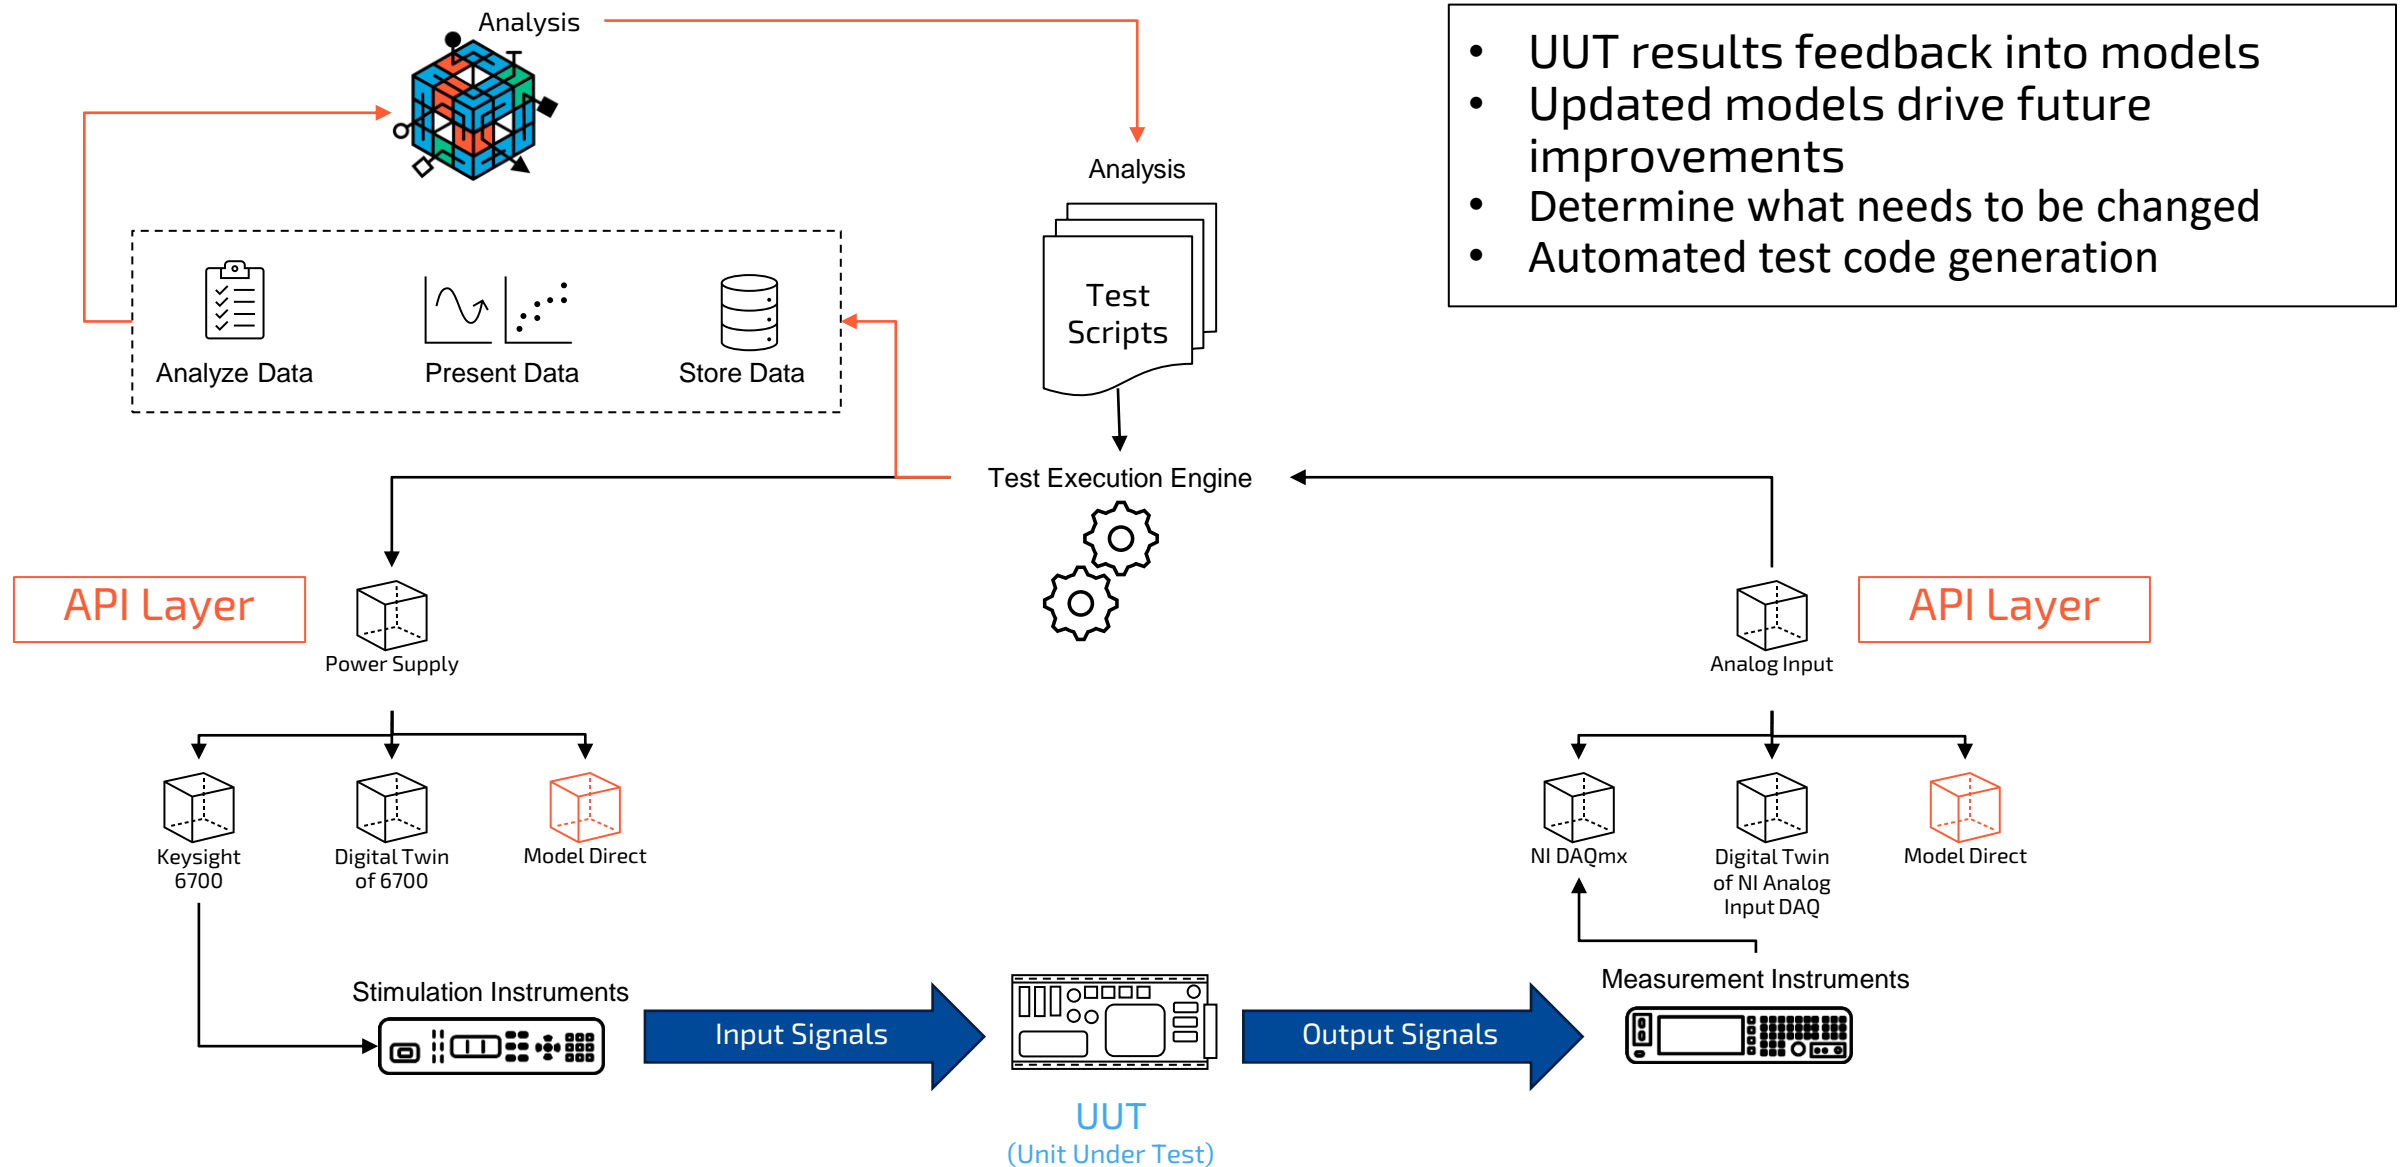 Analysis
• UUT results feedback into models
• Updated models drive future
improvements
• Determine what needs to be changed
• Automated test code generation
Analysis
Test
Scripts
Analyze Data
Present Data
Store Data
Test Execution Engine
API Layer
Power Supply
API Layer
Analog Input
Keysight
6700
Digital Twin
of 6700
Model Direct
NI DAQmx
Digital Twin
of NI Analog
Input DAQ
Model Direct
Stimulation Instruments
Measurement Instruments
Input Signals
Output Signals
UUT
(Unit Under Test)